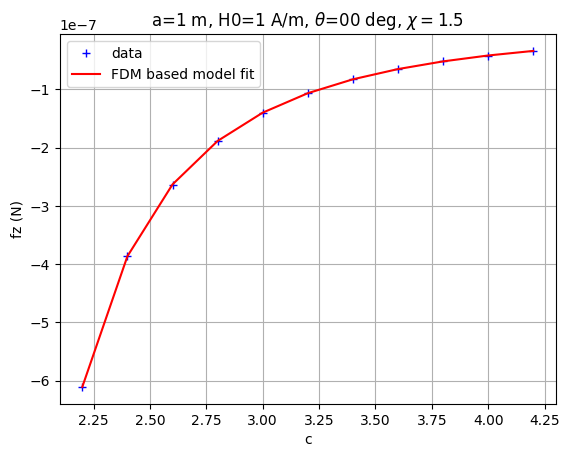 a=1 m, H0=1 A/m, θ=00 deg, χ = 1.5
1e−7
data
FDM based model fit
−1
−2
−3
−4
−5
−6
fz (N)
2.25 2.50 2.75 3.00 3.25 3.50 3.75 4.00 4.25
c